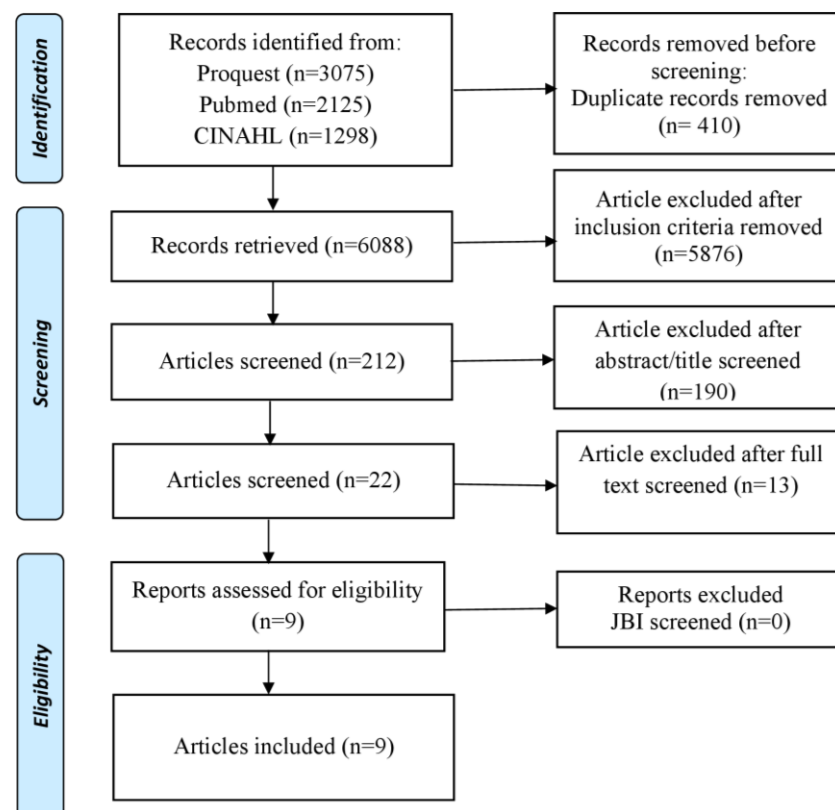 Identification
Records identified from:
Proquest (n=3075)
Pubmed (n=2125)
CINAHL (n=1298)
Records removed before
screening:
Duplicate records removed
(n= 410)
Screening
Records retrieved (n=6088)
Article excluded after
inclusion criteria removed
(n=5876)
Articles screened (n=212)
Article excluded after
abstract/title screened
(n=190)
Articles screened (n=22)
Article excluded after full
text screened (n=13)
Eligibility
Reports assessed for eligibility
(n=9)
Reports excluded
JBI screened (n=0)
Articles included (n=9)